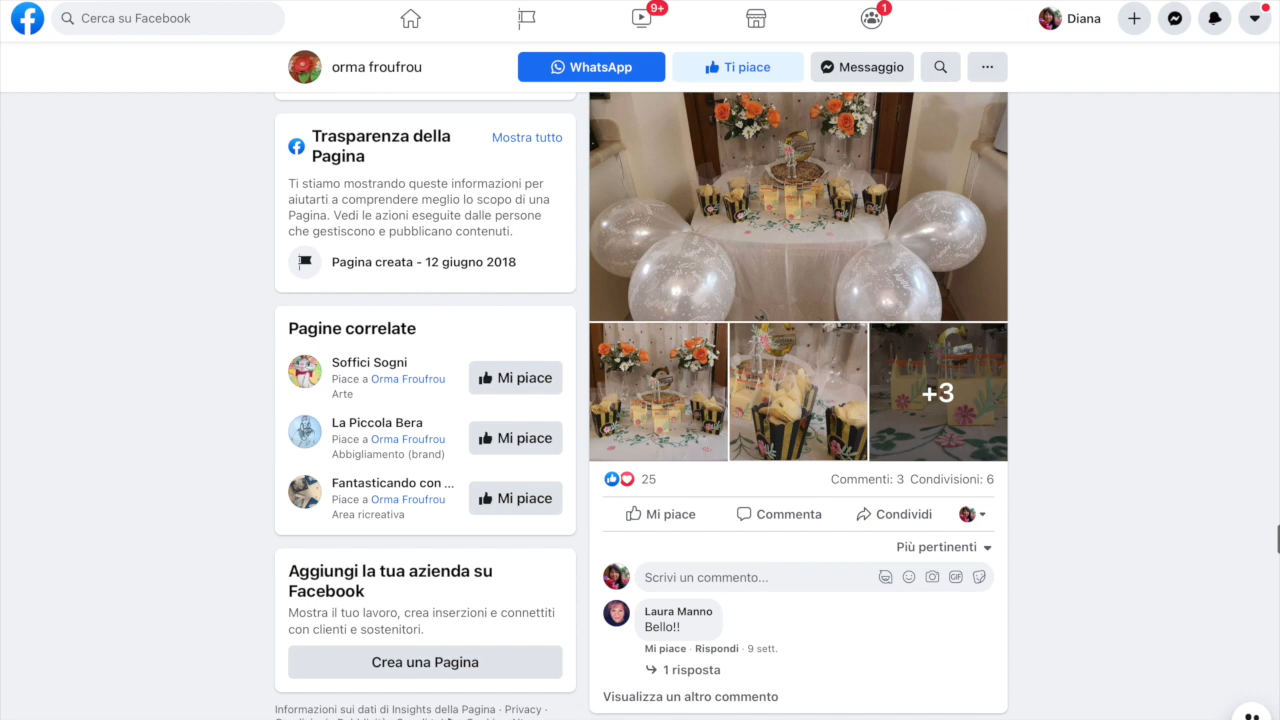 Cerca su Facebook
9+
1
Diana
orma froufrou
WhatsApp
Ti piace
Messaggio
Trasparenza della
Pagina
Mostra tutto
Ti stiamo mostrando queste informazioni per
aiutarti a comprendere meglio lo scopo di una
Pagina. Vedi le azioni eseguite dalle persone
che gestiscono e pubblicano contenuti.
Pagina creata - 12 giugno 2018
Pagine correlate
Soffici Sogni
Piace a Orma Froufrou
Arte
Mi piace
La Piccola Bera
Piace a Orma Froufrou
Abbigliamento (brand)
Mi piace
Fantasticando con ...
Piace a Orma Froufrou
Area ricreativa
Mi piace
Aggiungi la tua azienda su
Facebook
Mostra il tuo lavoro, crea inserzioni e connettiti
con clienti e sostenitori.
Crea una Pagina
Informazioni sui dati di Insights della Pagina · Privacy ·
+3
25
Commenti: 3 Condivisioni: 6
Mi piace
Commenta
Condividi
Più pertinenti
Scrivi un commento...
GIF
Laura Manno
Bello!!
Mi piace · Rispondi · 9 sett.
1 risposta
Visualizza un altro commento